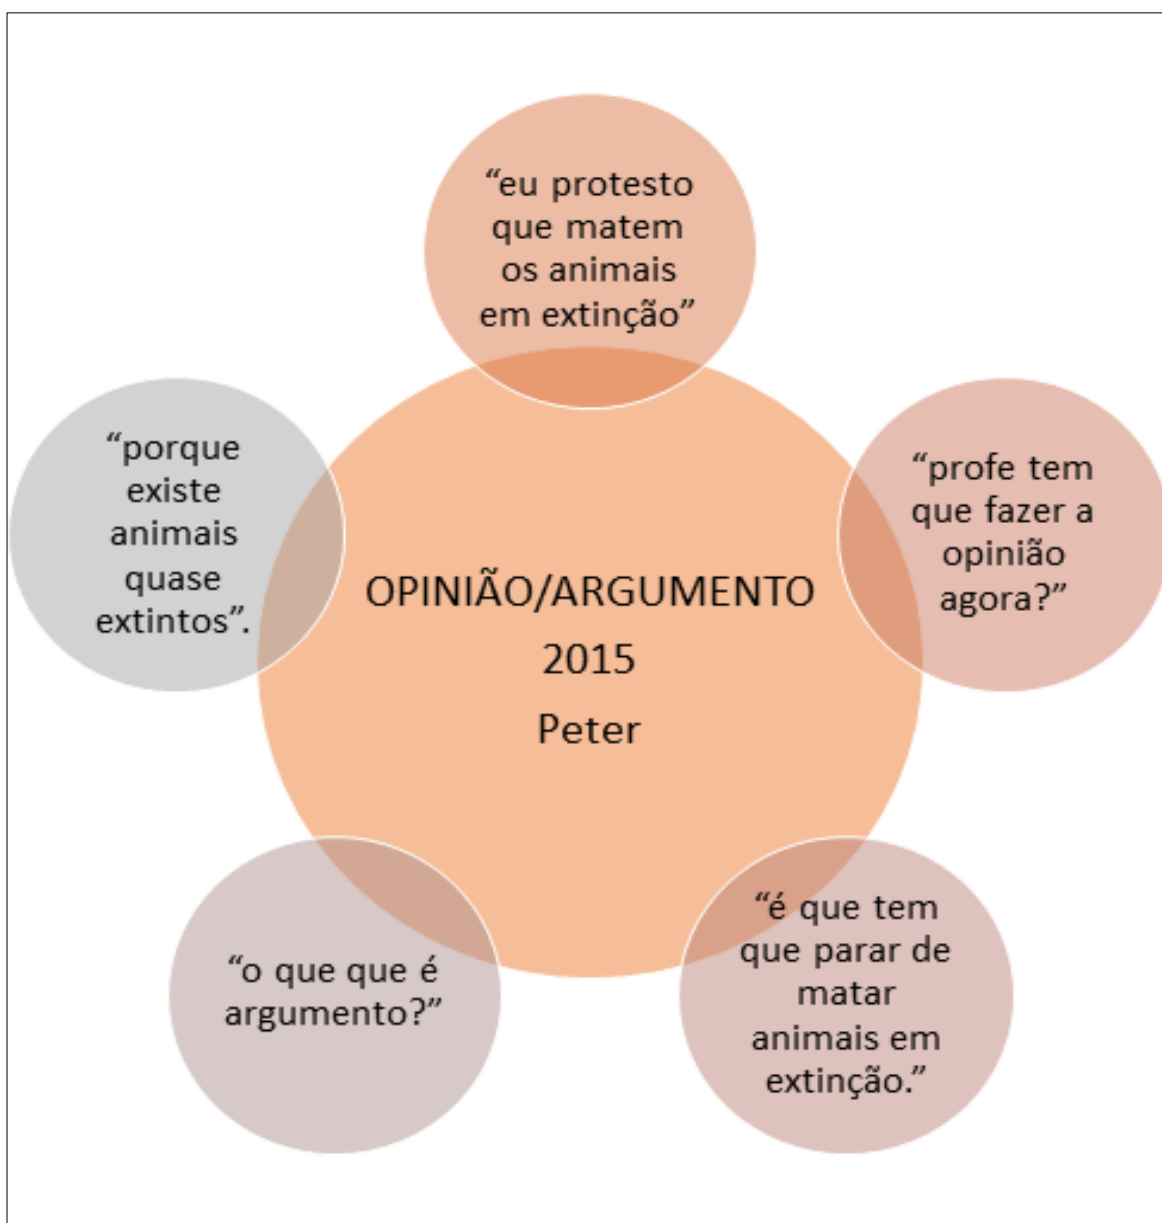 “eu protesto
que matem
os animais
em extinção”
“profe tem
que fazer a
opinião
agora?”
“é que tem
que parar de
matar
animais em
extinção.”
“o que que é
argumento?”
“porque
existe
animais
quase
extintos”.
OPINIÃO/ARGUMENTO
2015
Peter